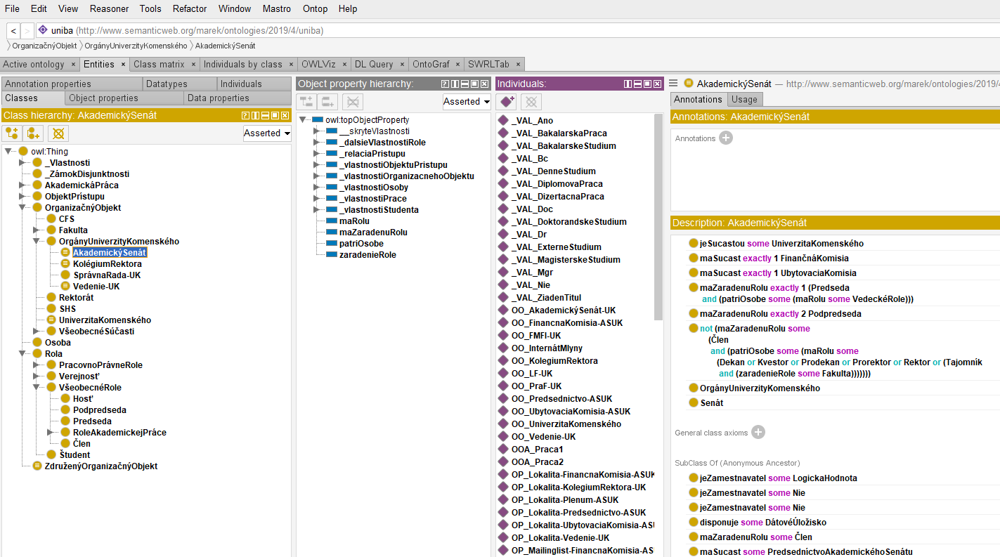 File Edit View Reasoner Tools Refactor Window Mastro Ontop Help
< > uniba (http://www.semanticweb.org/marek/ontologies/2019/4/uniba)
OrganizačnýObjekt OrgányUniverzityKomenského AkademickýSenát
Active ontology × Entities × Class matrix × Individuals by class × OWLViz × DL Query × OntoGraf × SWRLTab ×
Annotation properties Datatypes Individuals
Classes Object properties Data properties
Class hierarchy: AkademickýSenát
Asserted
owl:Thing
_Vlastnosti
_ZámokDisjunktnosti
AkademickáPráca
ObjektPrístupu
OrganizačnýObjekt
CFS
Fakulta
OrgányUniverzityKomenského
AkademickýSenát
KolégiumRektora
SprávnaRada-UK
Vedenie-UK
Rektorát
SHS
UniverzitaKomenského
VšeobecnéSúčasti
Osoba
Rola
PracovnoPrávneRole
Verejnosť
VšeobecnéRole
Hosť
Podpredseda
Predseda
RoleAkademickejPráce
Člen
Študent
ZdruženýOrganizačnýObjekt
Object property hierarchy:
Asserted
owl:topObjectProperty
__skryteVlastnosti
_dalsieVlastnostiRole
_relaciaPristupu
_vlastnostiObjektuPristupu
_vlastnostiOrganizacnehoObjektu
_vlastnostiOsoby
_vlastnostiPrace
_vlastnostiStudenta
maRolu
maZaradenuRolu
patriOsobe
zaradenieRole
Individuals:
_VAL_Ano
_VAL_BakalarskaPraca
_VAL_BakalarskeStudium
_VAL_Bc
_VAL_DenneStudium
_VAL_DiplomovaPraca
_VAL_DizertacnaPraca
_VAL_Doc
_VAL_DoktorandskeStudium
_VAL_Dr
_VAL_ExterneStudium
_VAL_MagisterskeStudium
_VAL_Mgr
_VAL_Nie
_VAL_ZiadenTitul
OO_AkademickýSenát-UK
OO_FinancnaKomisia-ASUK
OO_FMFI-UK
OO_InternátMlyny
OO_KolegiumRektora
OO_LF-UK
OO_PraF-UK
OO_Predsednictvo-ASUK
OO_UbytovaciaKomisia-ASUK
OO_UniverzitaKomenského
OO_Vedenie-UK
OOA_Praca1
OOA_Praca2
OP_Lokalita-FinancnaKomisia-ASUK
OP_Lokalita-KolegiumRektora-UK
OP_Lokalita-Plenum-ASUK
OP_Lokalita-Predsednictvo-ASUK
OP_Lokalita-UbytovaciaKomisia-ASU
OP_Lokalita-Vedenie-UK
OP_Mailinglist-FinancnaKomisia-AS
AkademickýSenát — http://www.semanticweb.org/marek/ontologies/2019/4
Annotations Usage
Annotations: AkademickýSenát
Annotations
Description: AkademickýSenát
jeSucastou some UniverzitaKomenského
maSucast exactly 1 FinančnáKomisia
maSucast exactly 1 UbytovaciaKomisia
maZaradenuRolu exactly 1 (Predseda
and (patriOsobe some (maRolu some VedeckéRole)))
maZaradenuRolu exactly 2 Podpredseda
not (maZaradenuRolu some
(Člen
and (patriOsobe some (maRolu some
(Dekan or Kvestor or Prodekan or Prorektor or Rektor or (Tajomník
and (zaradenieRole some Fakulta)))))))
OrgányUniverzityKomenského
Senát
General class axioms
SubClass Of (Anonymous Ancestor)
jeZamestnavatel some LogickaHodnota
jeZamestnavatel some Nie
jeZamestnavatel some Nie
disponuje some DátovéÚložisko
maZaradenuRolu some Člen
maSucast some PredsedníctvoAkademickéhoSenátu